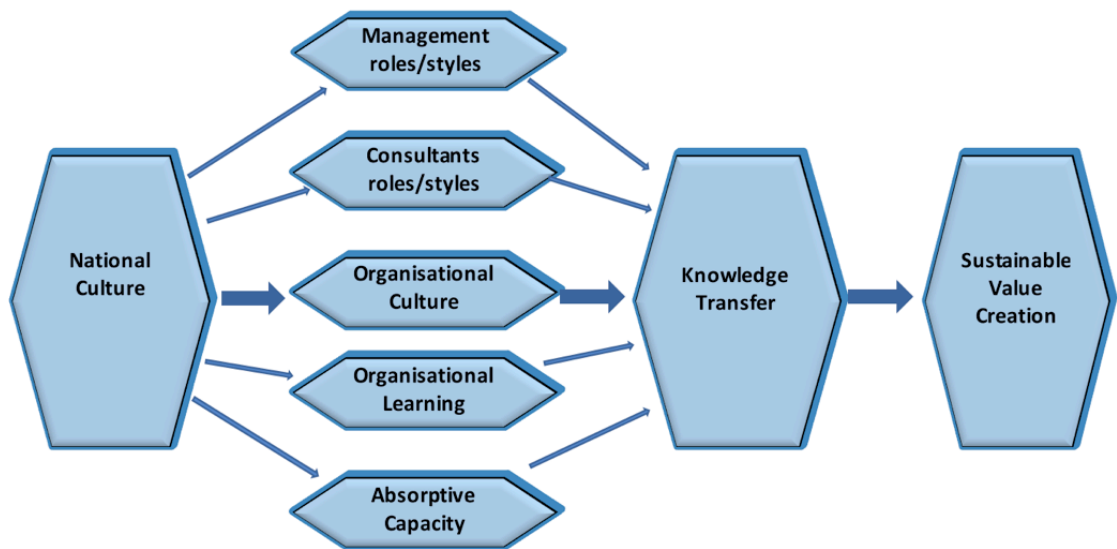 Management
roles/styles
Consultants
roles/styles
National
Culture
Organisational
Culture
Knowledge
Transfer
Sustainable
Value
Creation
Organisational
Learning
Absorptive
Capacity